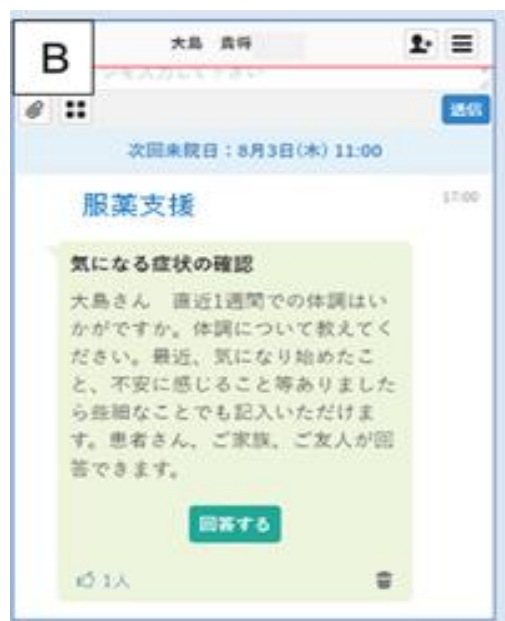 B
大島 貴将
次回来院日：8月3日(木) 11:00
送信
服薬支援
17:00
気になる症状の確認
大島さん　直近1週間での体調はい
かがですか。体調について教えてく
ださい。最近、気になり始めたこ
と、不安に感じること等ありました
ら些細なことでも記入いただけま
す。患者さん、ご家族、ご友人が回
答できます。
回答する
1人